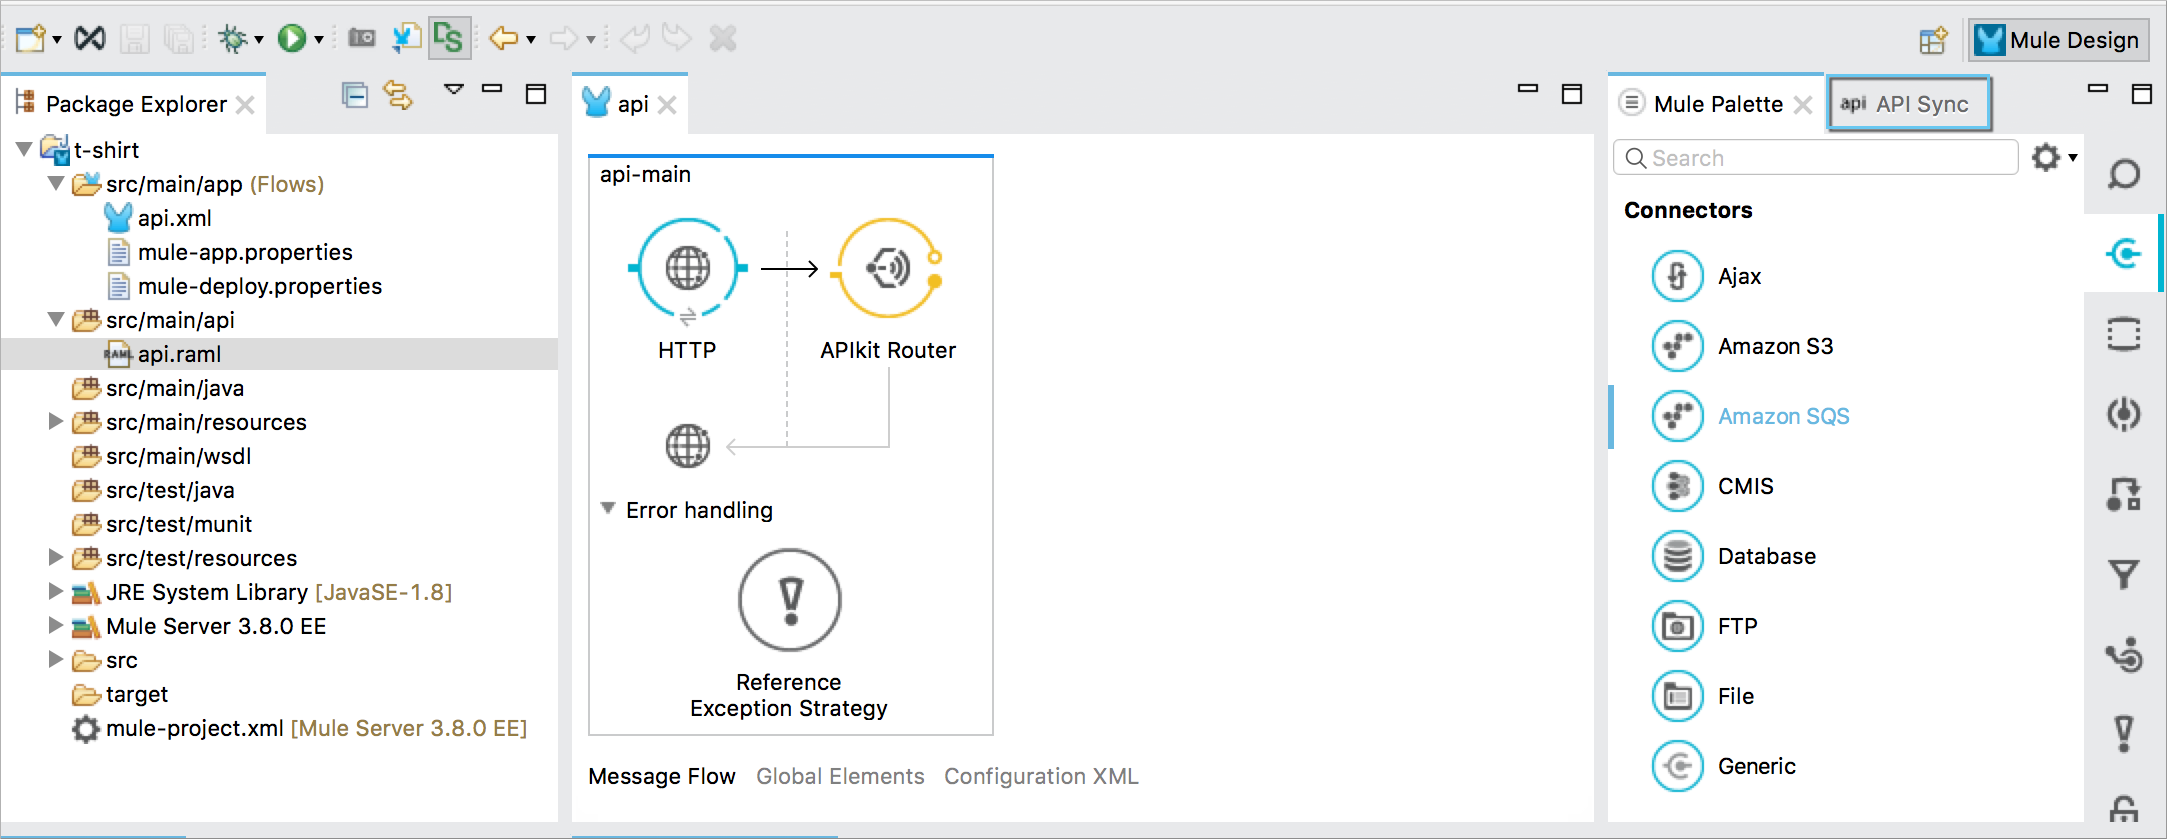 DS
Mule Design
Package Explorer
t-shirt
src/main/app (Flows)
api.xml
mule-app.properties
mule-deploy.properties
src/main/api
RAML api.raml
src/main/java
src/main/resources
src/main/wsdl
src/test/java
src/test/munit
src/test/resources
JRE System Library [JavaSE-1.8]
Mule Server 3.8.0 EE
src
target
mule-project.xml [Mule Server 3.8.0 EE]
api
api-main
HTTP
APIkit Router
Error handling
Reference
Exception Strategy
Message Flow Global Elements Configuration XML
Mule Palette
api API Sync
Search
Connectors
Ajax
Amazon S3
Amazon SQS
CMIS
Database
FTP
File
Generic